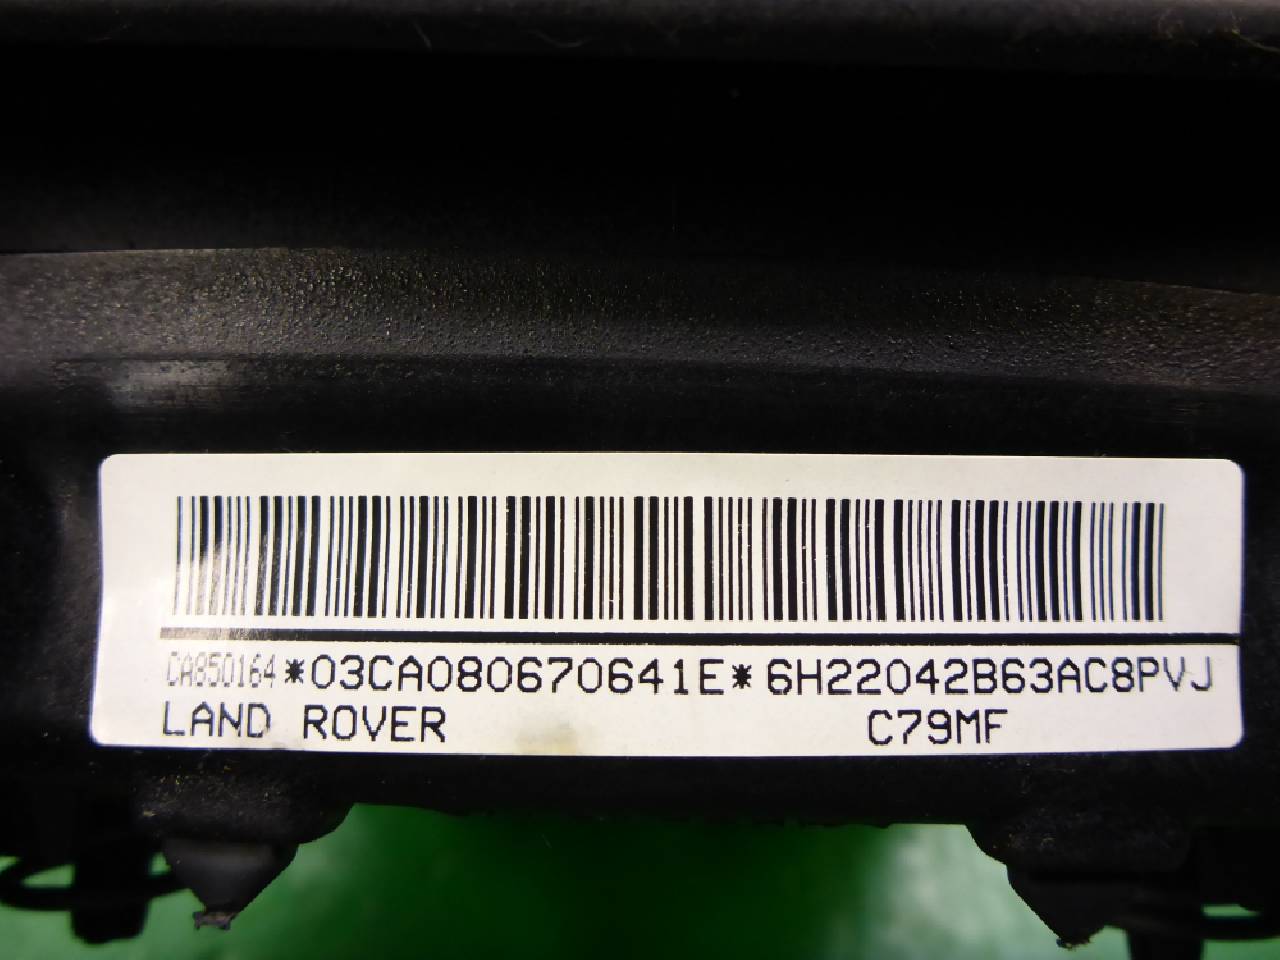 CA850164*03CA080670641E*6H22042B63AC8PVJ
LAND ROVER C79MF